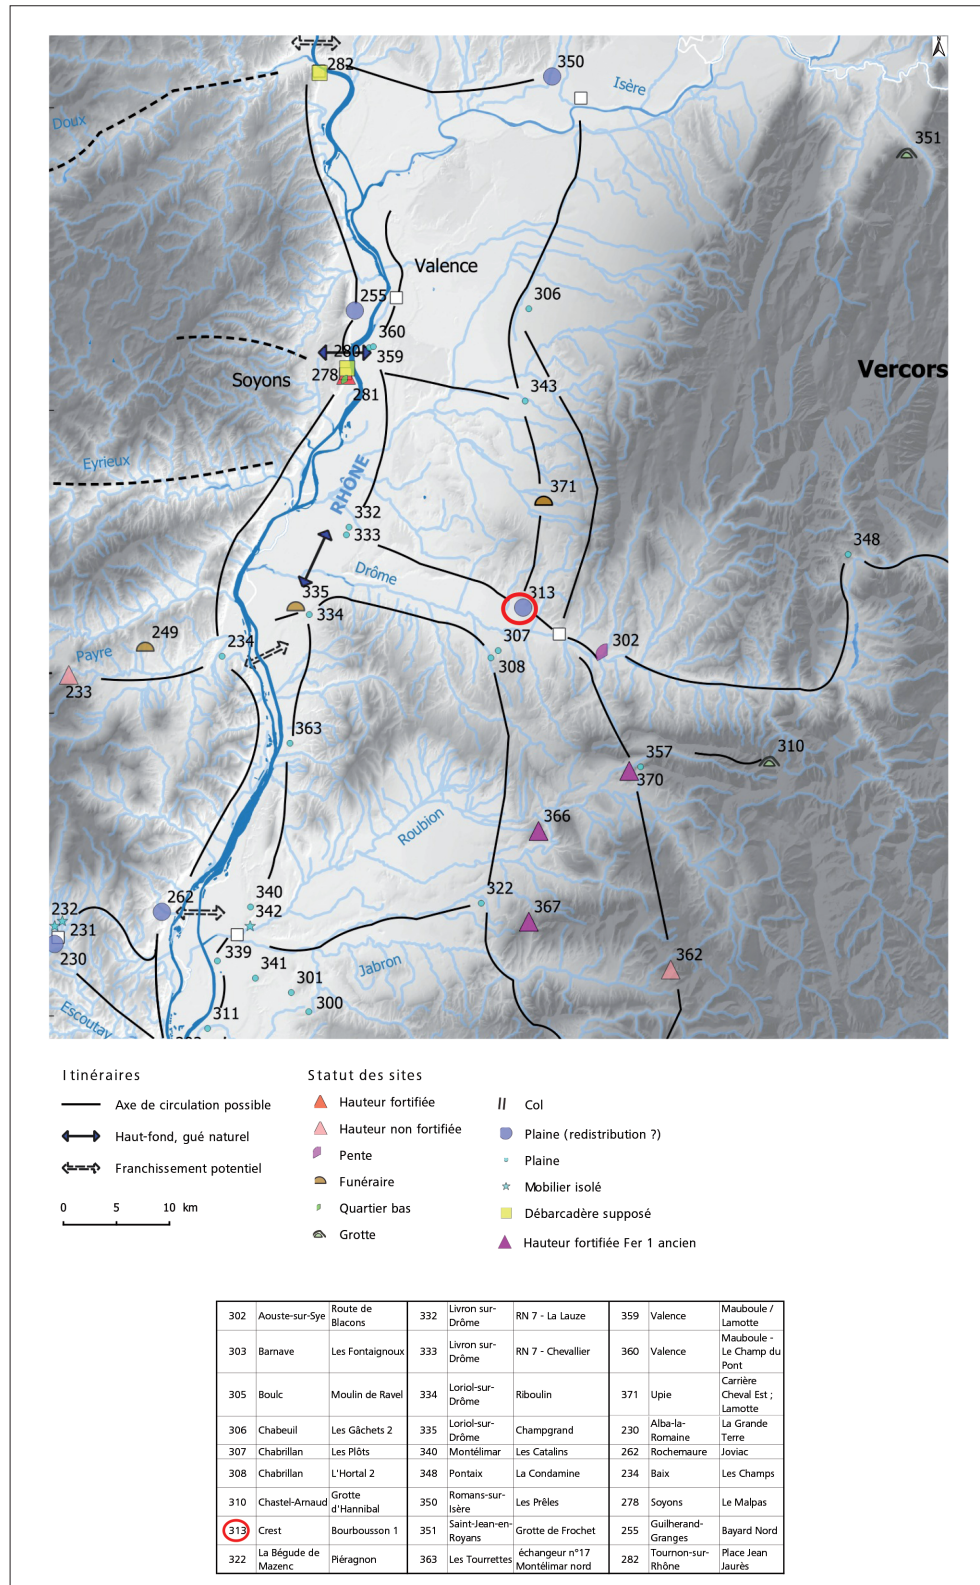 282
350
Isère
Doux
351
Valence
255
306
360
280
359
Soyons
278
281
343
Vercors
Eyrieux
RHÔNE
371
332
333
348
Drôme
335
313
334
249
307
302
234
Payre
308
233
363
357
310
370
Roubion
366
262
340
322
232
342
367
231
339
362
230
341
Jabron
301
300
Escoutay
311
Itinéraires
Axe de circulation possible
Haut-fond, gué naturel
Franchissement potentiel
0 5 10 km
Statut des sites
Hauteur fortifiée
Hauteur non fortifiée
Pente
Funéraire
Quartier bas
Grotte
Col
Plaine (redistribution ?)
Plaine
Mobilier isolé
Débarcadère supposé
Hauteur fortifiée Fer 1 ancien
302 Aouste-sur-Sye Route de Blacons 332 Livron sur-Drôme RN 7 - La Lauze 359 Valence Mauboule / Lamotte
303 Barnave Les Fontaignoux 333 Livron sur-Drôme RN 7 - Chevallier 360 Valence Mauboule - Le Champ du Pont
305 Boulc Moulin de Ravel 334 Loriol-sur-Drôme Riboulin 371 Upie Carrière Cheval Est ; Lamotte
306 Chabeuil Les Gâchets 2 335 Loriol-sur-Drôme Champgrand 230 Alba-la-Romaine La Grande Terre
307 Chabrillan Les Plôts 340 Montélimar Les Catalins 262 Rochemaure Joviac
308 Chabrillan L'Hortal 2 348 Pontaix La Condamine 234 Baix Les Champs
310 Chastel-Arnaud Grotte d'Hannibal 350 Romans-sur-Isère Les Prêles 278 Soyons Le Malpas
313 Crest Bourbousson 1 351 Saint-Jean-en-Royans Grotte de Frochet 255 Guilherand-Granges Bayard Nord
322 La Bégude de Mazenc Piéragnon 363 Les Tourrettes échangeur n°17 Montélimar nord 282 Tournon-sur-Rhône Place Jean Jaurès